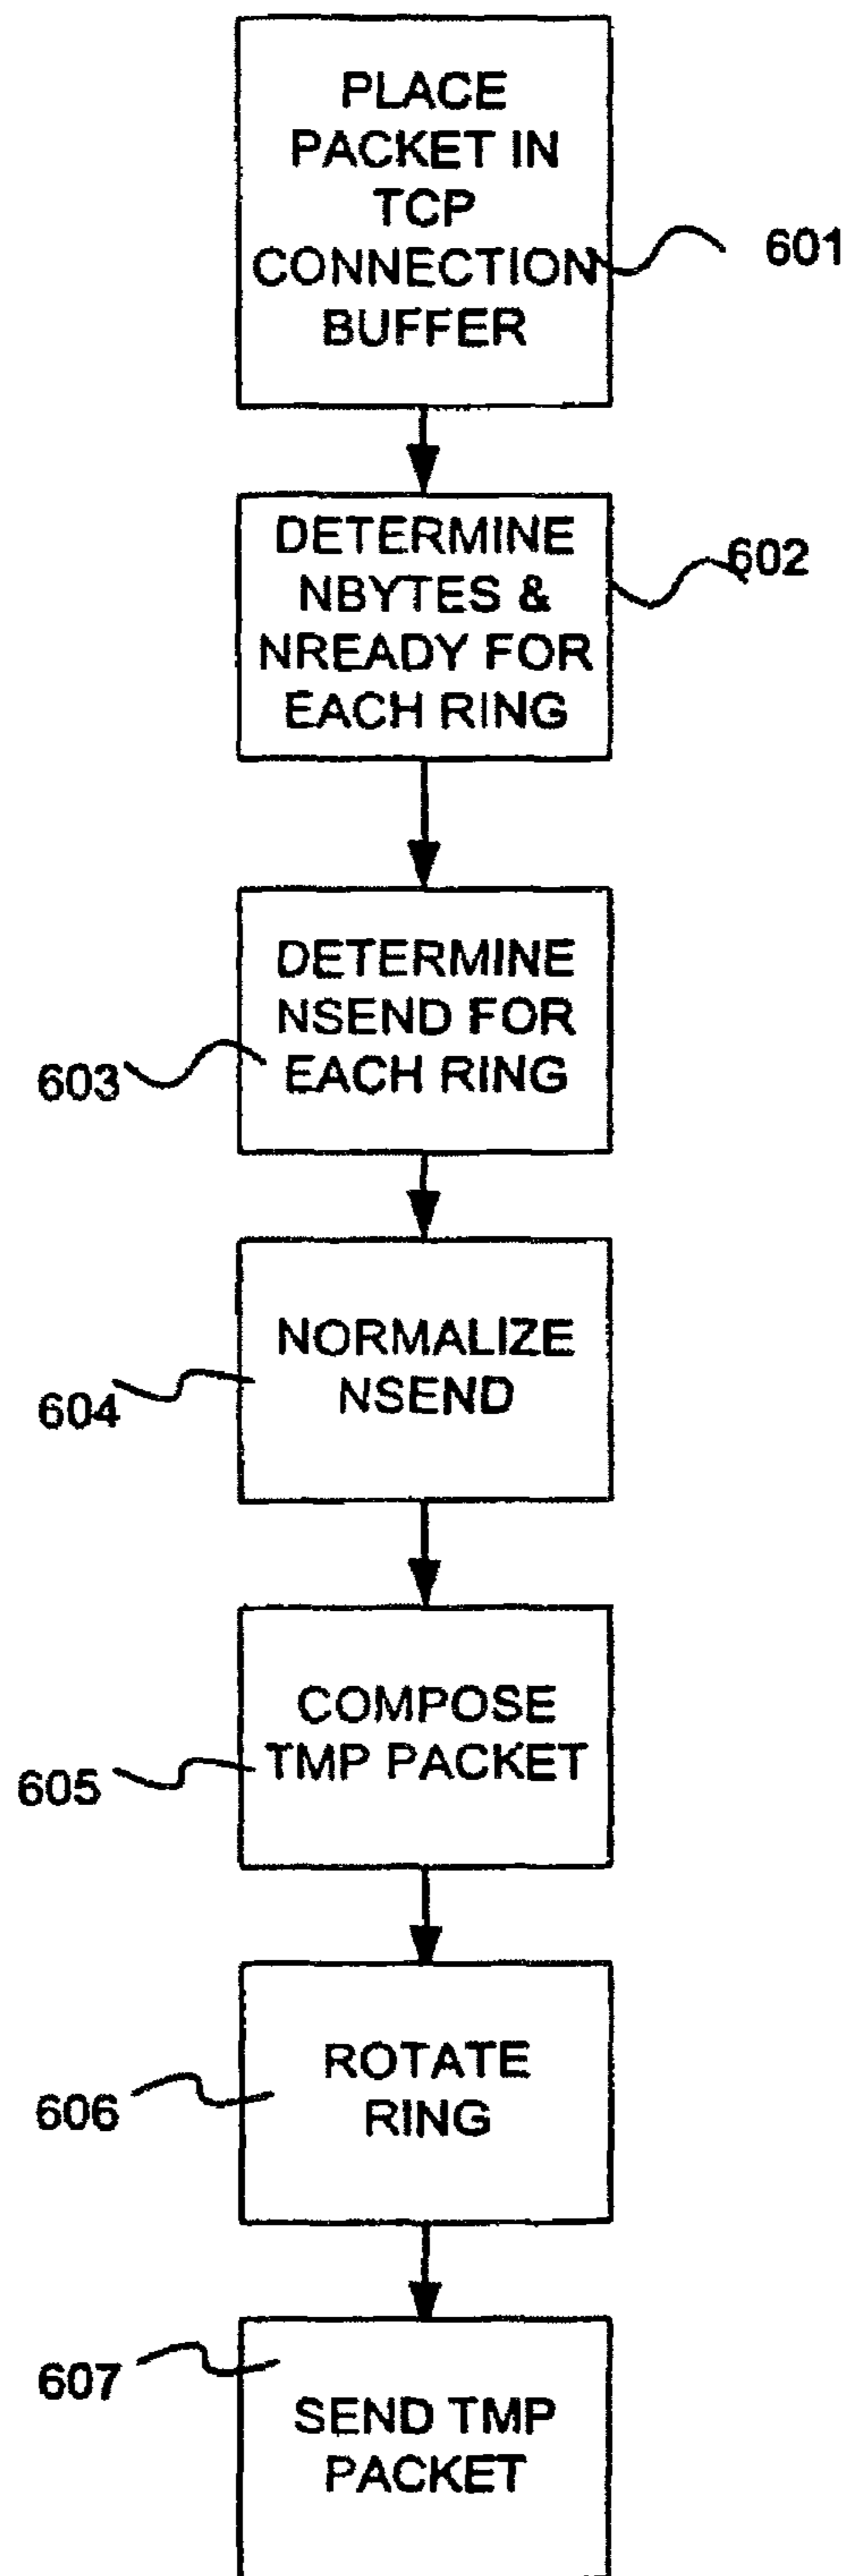 PLACE
PACKET IN
TCP
CONNECTION
BUFFER
601
DETERMINE
NBYTES &
NREADY FOR
EACH RING
602
DETERMINE
NSEND FOR
EACH RING
603
NORMALIZE
NSEND
604
COMPOSE
TMP PACKET
605
ROTATE
RING
606
SEND TMP
PACKET
607